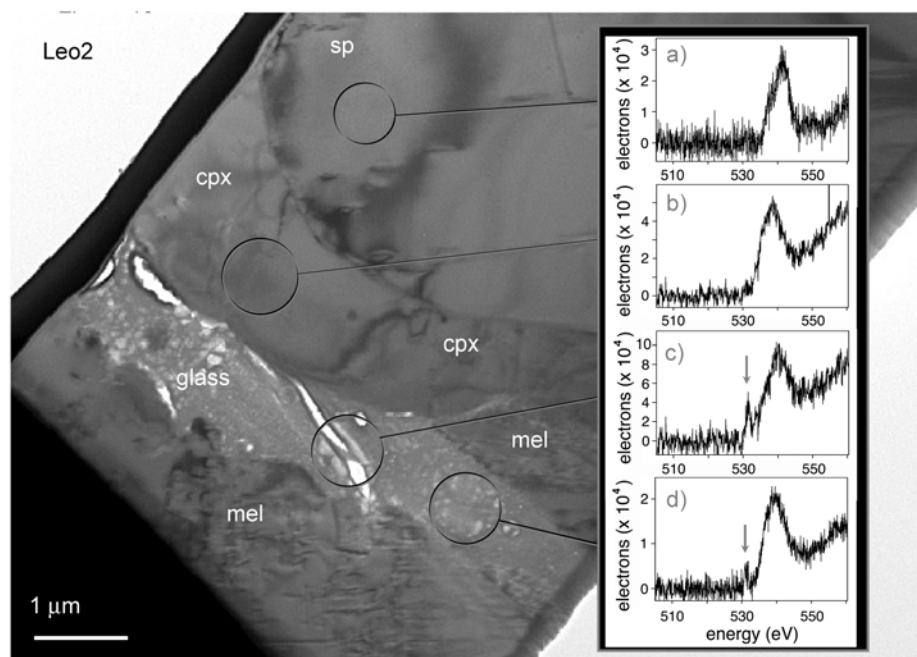 Leo2
sp
cpx
cpx
glass
mel
mel
1 μm
a)
electrons (x 10⁴)
3
2
1
0
510 530 550
b)
electrons (x 10⁴)
4
2
0
510 530 550
c)
electrons (x 10⁴)
10
8
6
4
2
0
510 530 550
d)
electrons (x 10⁴)
2
1
0
510 530 550
energy (eV)